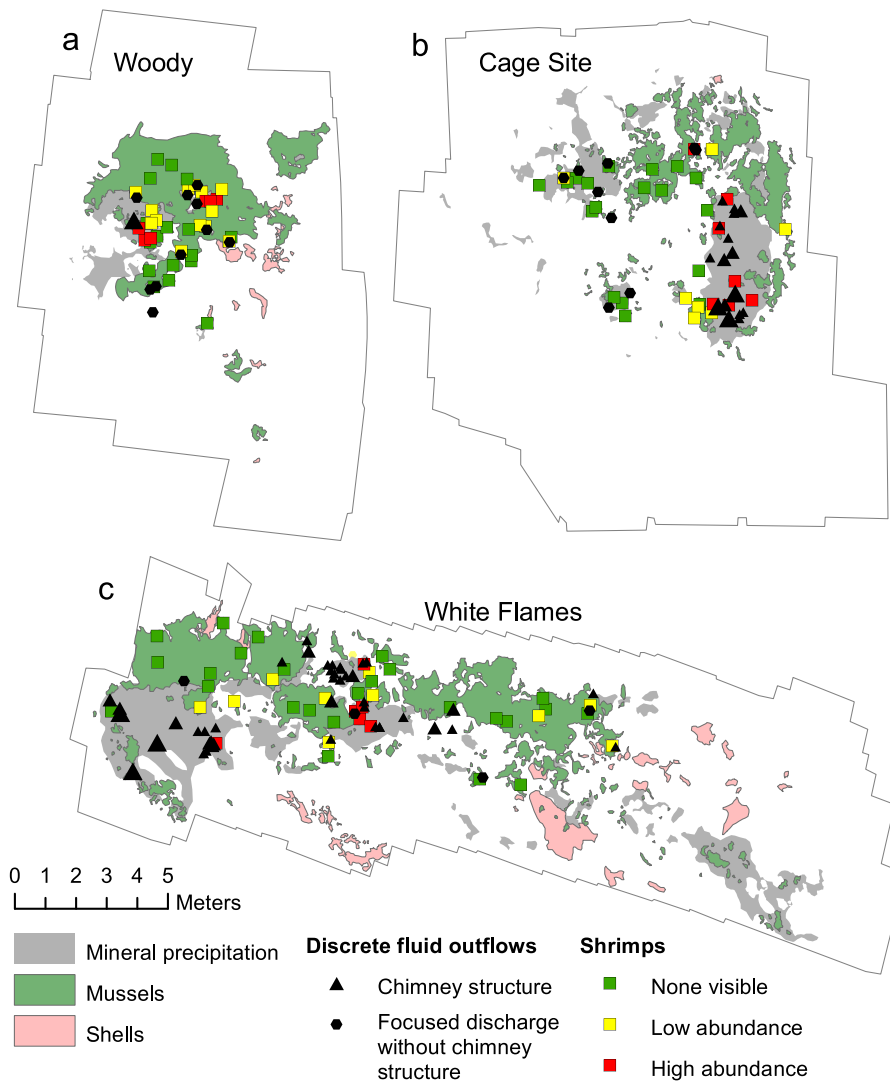 a
Woody
b
Cage Site
c
White Flames
0 1 2 3 4 5
Meters
Mineral precipitation
Mussels
Shells
Discrete fluid outflows
Chimney structure
Focused discharge
without chimney
structure
Shrimps
None visible
Low abundance
High abundance